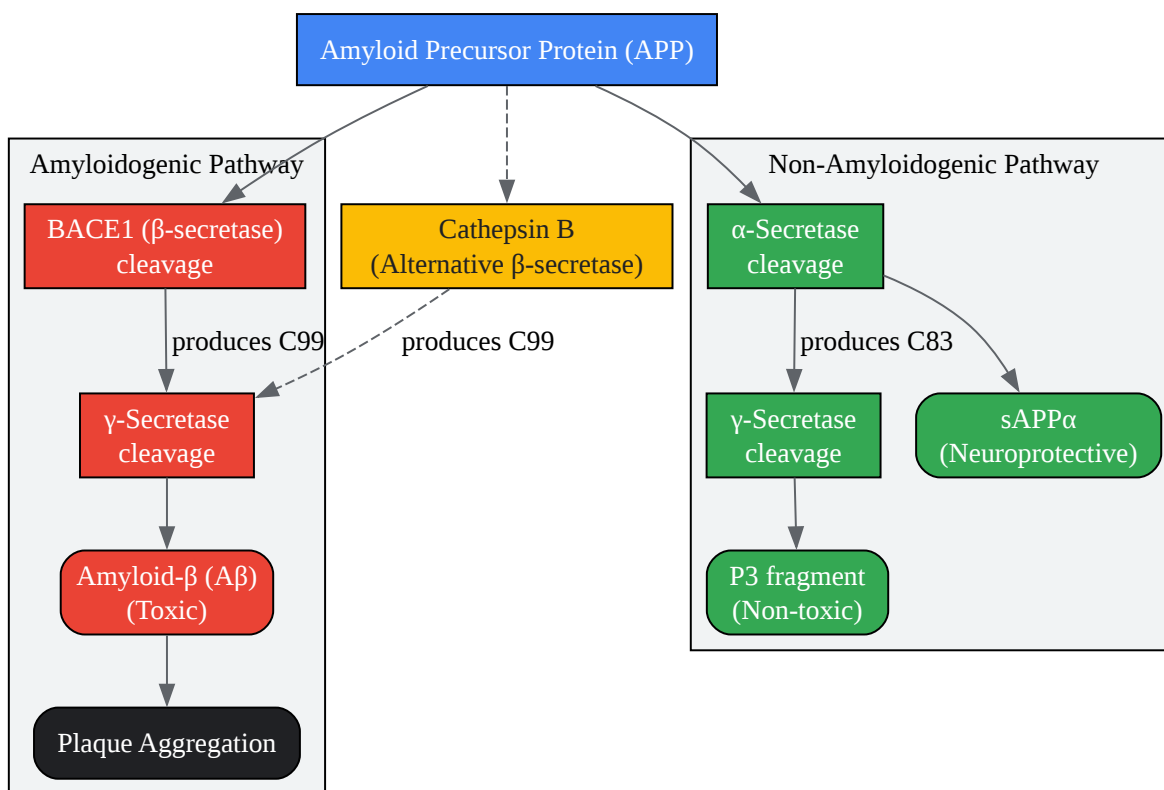 Amyloid Precursor Protein (APP)
Amyloidogenic Pathway
Non-Amyloidogenic Pathway
BACE1 (β-secretase)
cleavage
Cathepsin B
(Alternative β-secretase)
α-Secretase
cleavage
produces C99
produces C99
produces C83
γ-Secretase
cleavage
γ-Secretase
cleavage
sAPPα
(Neuroprotective)
Amyloid-β (Aβ)
(Toxic)
P3 fragment
(Non-toxic)
Plaque Aggregation